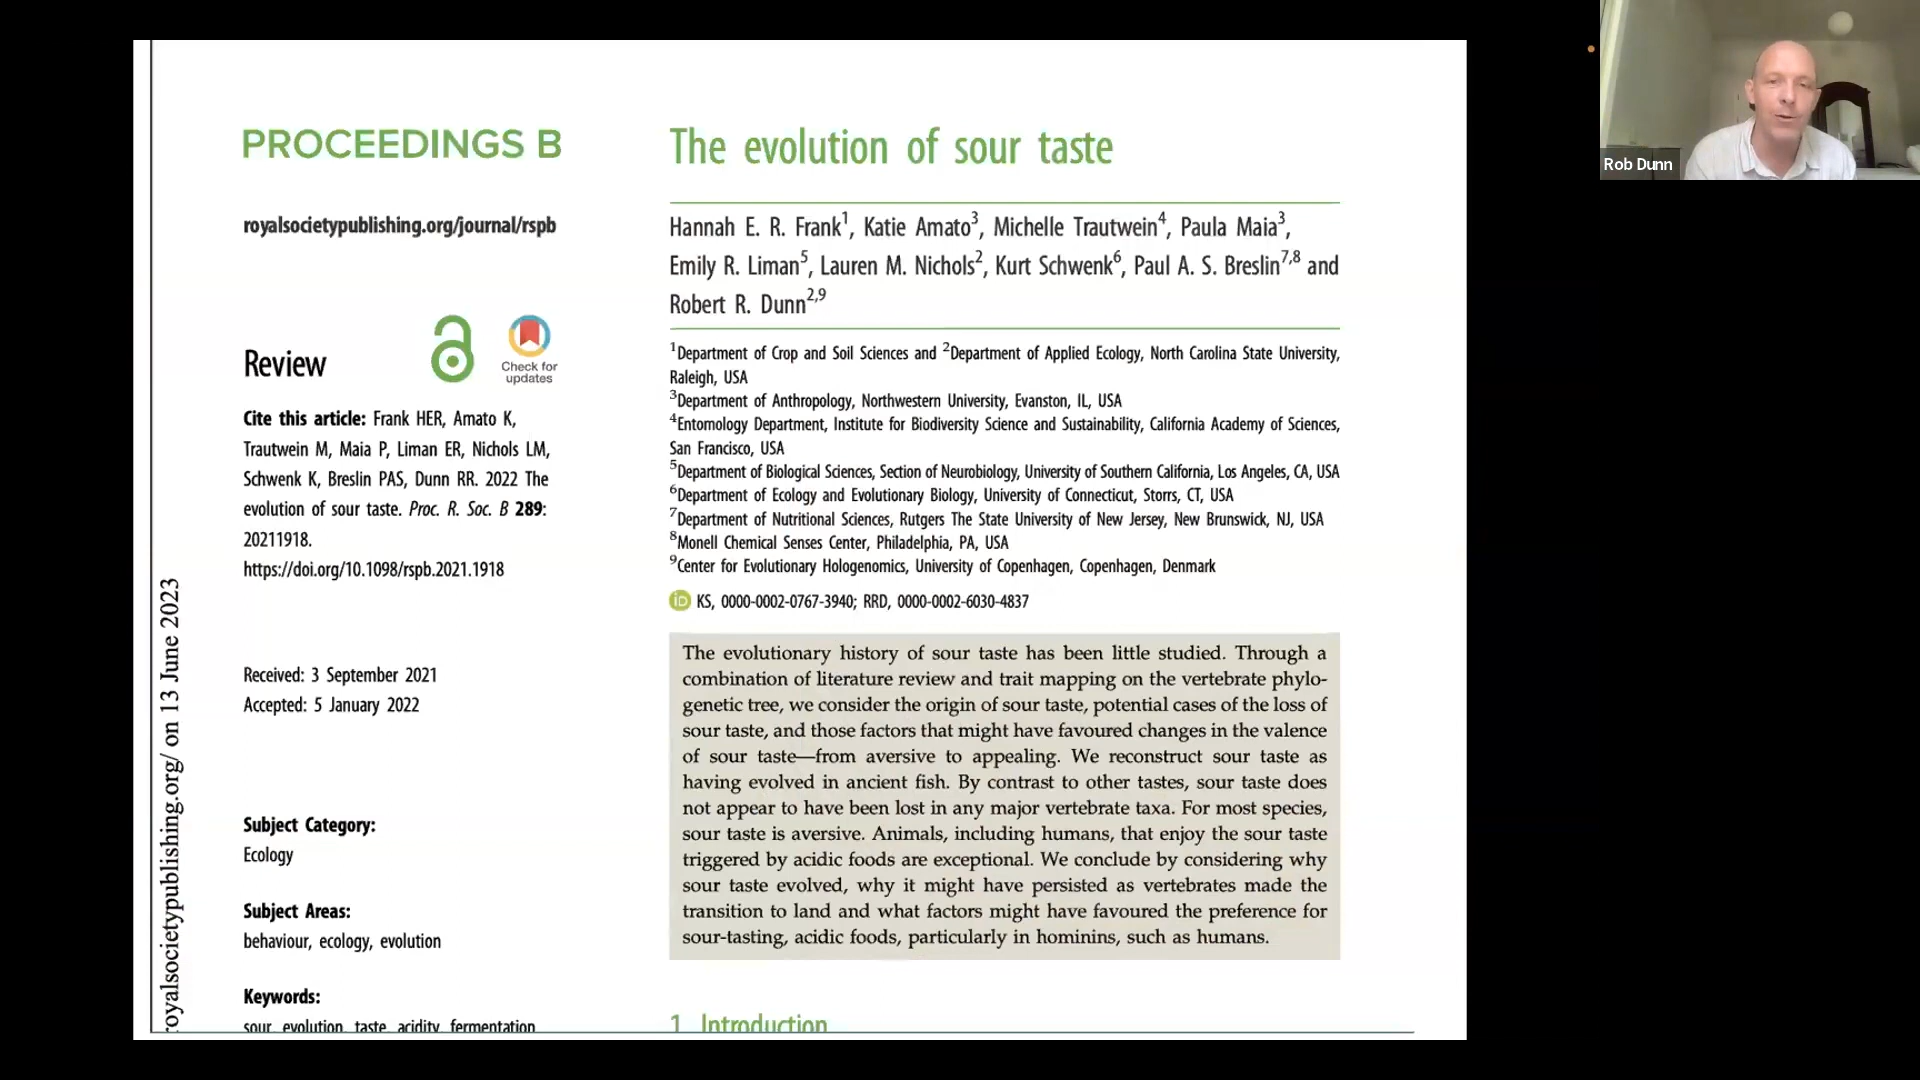 PROCEEDINGS B
royalsocietypublishing.org/journal/rspb
Review
Check for
updates
Cite this article: Frank HER, Amato K,
Trautwein M, Maia P, Liman ER, Nichols LM,
Schwenk K, Breslin PAS, Dunn RR. 2022 The
evolution of sour taste. Proc. R. Soc. B 289:
20211918.
https://doi.org/10.1098/rspb.2021.1918
Received: 3 September 2021
Accepted: 5 January 2022
Subject Category:
Ecology
Subject Areas:
behaviour, ecology, evolution
Keywords:
sour, evolution, taste, acidity, fermentation
royalsocietypublishing.org/ on 13 June 2023
The evolution of sour taste
Hannah E. R. Frank1, Katie Amato3, Michelle Trautwein4, Paula Maia3,
Emily R. Liman5, Lauren M. Nichols2, Kurt Schwenk6, Paul A. S. Breslin7,8 and
Robert R. Dunn2,9
1Department of Crop and Soil Sciences and 2Department of Applied Ecology, North Carolina State University,
Raleigh, USA
3Department of Anthropology, Northwestern University, Evanston, IL, USA
4Entomology Department, Institute for Biodiversity Science and Sustainability, California Academy of Sciences,
San Francisco, USA
5Department of Biological Sciences, Section of Neurobiology, University of Southern California, Los Angeles, CA, USA
6Department of Ecology and Evolutionary Biology, University of Connecticut, Storrs, CT, USA
7Department of Nutritional Sciences, Rutgers The State University of New Jersey, New Brunswick, NJ, USA
8Monell Chemical Senses Center, Philadelphia, PA, USA
9Center for Evolutionary Hologenomics, University of Copenhagen, Copenhagen, Denmark
iD KS, 0000-0002-0767-3940; RRD, 0000-0002-6030-4837
The evolutionary history of sour taste has been little studied. Through a
combination of literature review and trait mapping on the vertebrate phylo-
genetic tree, we consider the origin of sour taste, potential cases of the loss of
sour taste, and those factors that might have favoured changes in the valence
of sour taste—from aversive to appealing. We reconstruct sour taste as
having evolved in ancient fish. By contrast to other tastes, sour taste does
not appear to have been lost in any major vertebrate taxa. For most species,
sour taste is aversive. Animals, including humans, that enjoy the sour taste
triggered by acidic foods are exceptional. We conclude by considering why
sour taste evolved, why it might have persisted as vertebrates made the
transition to land and what factors might have favoured the preference for
sour-tasting, acidic foods, particularly in hominins, such as humans.
1 Introduction
Rob Dunn